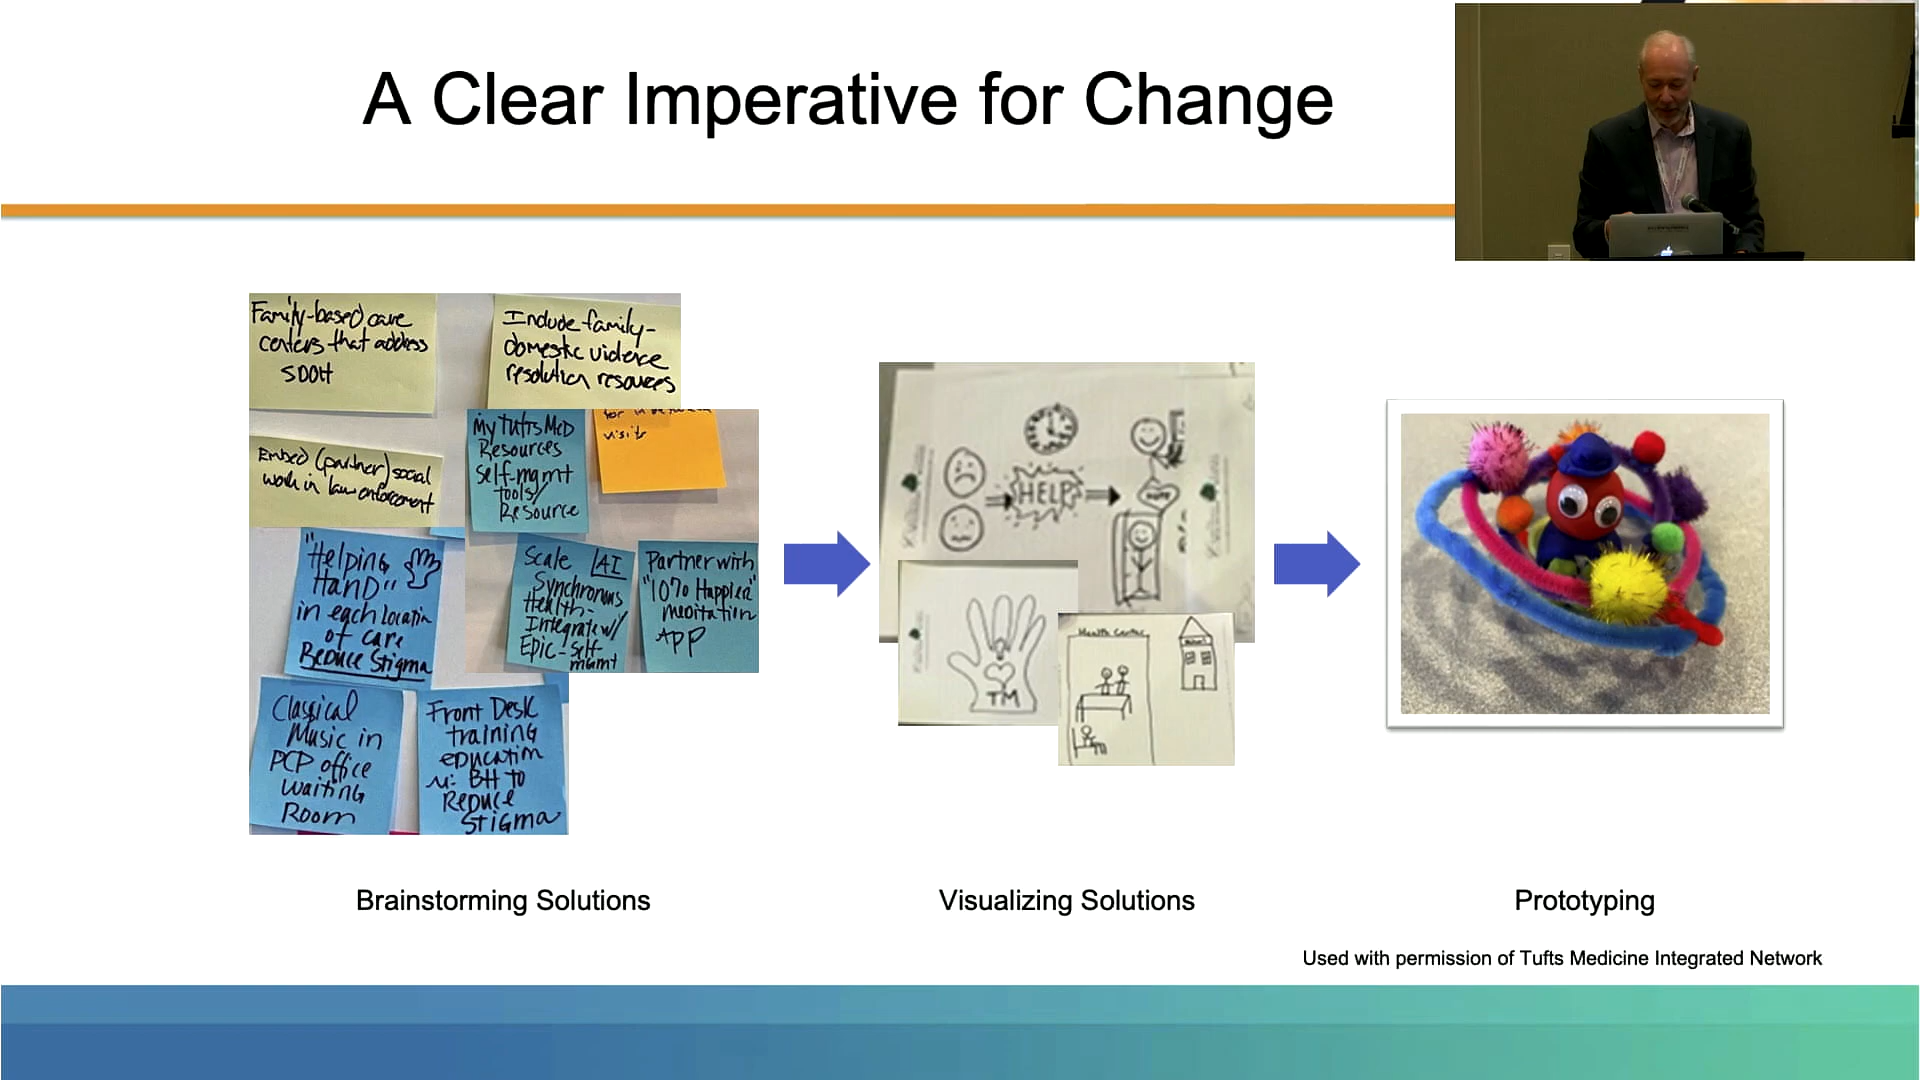 A Clear Imperative for Change
Family-based care
centers that address
SDOH
Include family-
domestic violence
resolution resources
Embed (partner) social
work in law enforcement
My Tufts Med
Resources
Self-mgmt
tools/
Resource
visits
"Helping
Hand"
in each location
of care
Reduce Stigma
Scale AI
Synchronous
Health-
Integrate w/
Epic-Self-
mgmt
Partner with
"10% Happier"
meditation
App
Classical
Music in
PCP office
waiting
Room
Front Desk
training
education
BH to
Reduce
Stigma
HELP
TM
Health Center
Brainstorming Solutions
Visualizing Solutions
Prototyping
Used with permission of Tufts Medicine Integrated Network